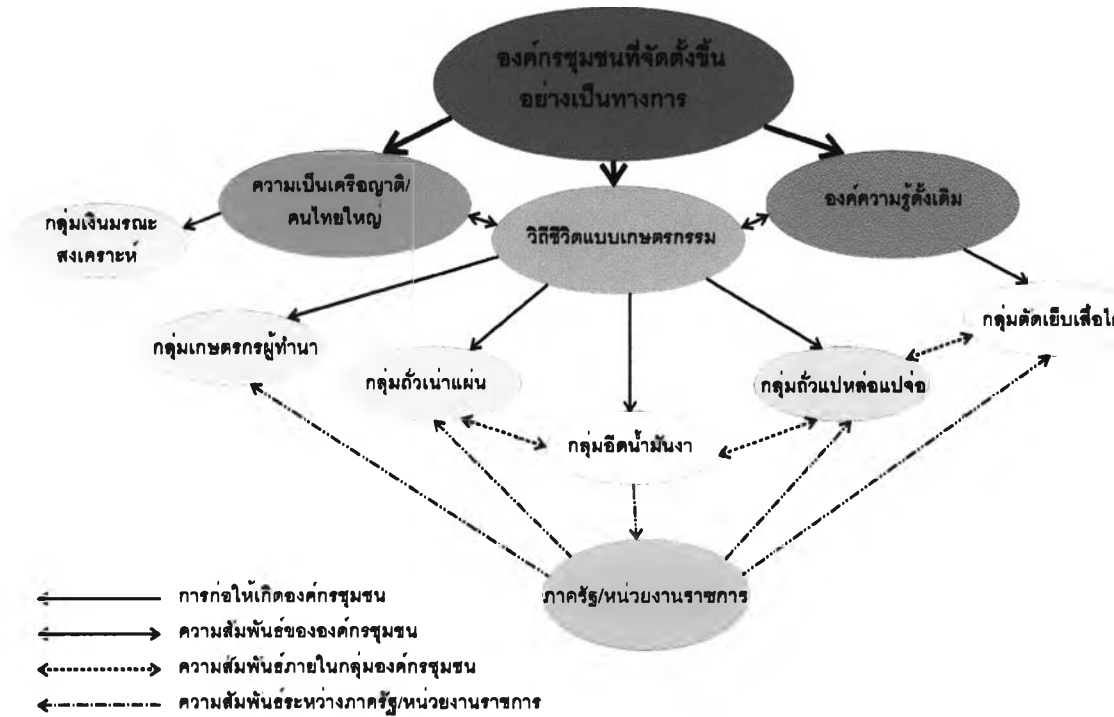 องค์กรชุมชนที่จัดตั้งขึ้น
อย่างเป็นทางการ
ความเป็นเครือญาติ/
คนไทยใหญ่
องค์ความรู้ดั้งเดิม
กลุ่มเงินมรณะ
สงเคราะห์
วิถีชีวิตแบบเกษตรกรรม
กลุ่มเกษตรกรผู้ทำนา
กลุ่มตัดเย็บเสื้อไต
กลุ่มถั่วเน่าแผ่น
กลุ่มถั่วแปหล่อแปจ่อ
กลุ่มอีดน้ำมันงา
ภาครัฐ/หน่วยงานราชการ
การก่อให้เกิดองค์กรชุมชน
ความสัมพันธ์ขององค์กรชุมชน
ความสัมพันธ์ภายในกลุ่มองค์กรชุมชน
ความสัมพันธ์ระหว่างภาครัฐ/หน่วยงานราชการ